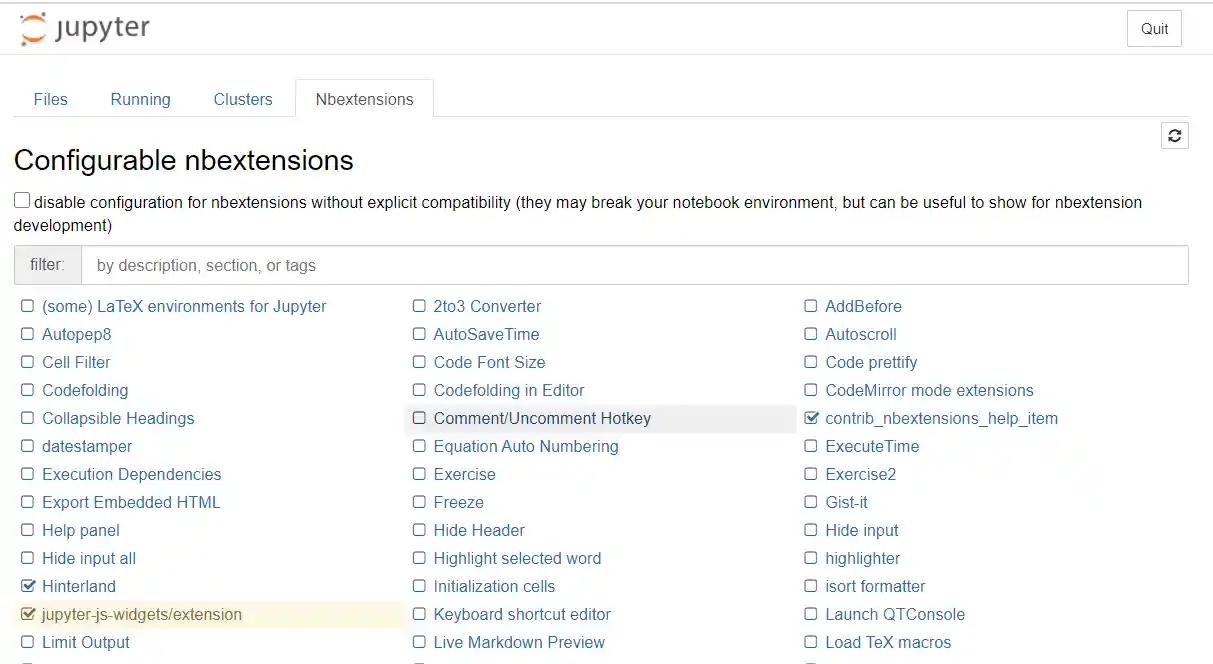 jupyter
Quit
Files Running Clusters Nbextensions
Configurable nbextensions
disable configuration for nbextensions without explicit compatibility (they may break your notebook environment, but can be useful to show for nbextension
development)
filter: by description, section, or tags
(some) LaTeX environments for Jupyter 2to3 Converter AddBefore
Autopep8 AutoSaveTime Autoscroll
Cell Filter Code Font Size Code prettify
Codefolding Codefolding in Editor CodeMirror mode extensions
Collapsible Headings Comment/Uncomment Hotkey contrib_nbextensions_help_item
datestamper Equation Auto Numbering ExecuteTime
Execution Dependencies Exercise Exercise2
Export Embedded HTML Freeze Gist-it
Help panel Hide Header Hide input
Hide input all Highlight selected word highlighter
Hinterland Initialization cells isort formatter
jupyter-js-widgets/extension Keyboard shortcut editor Launch QTConsole
Limit Output Live Markdown Preview Load TeX macros